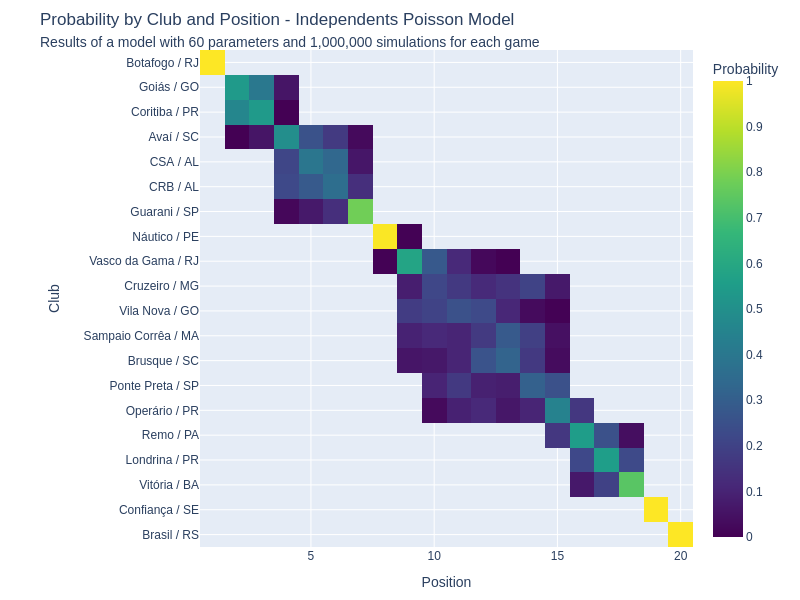 Probability by Club and Position - Independents Poisson Model
Results of a model with 60 parameters and 1,000,000 simulations for each game
Probability
Botafogo / RJ
Goiás / GO
Coritiba / PR
Avaí / SC
CSA / AL
CRB / AL
Guarani / SP
Náutico / PE
Vasco da Gama / RJ
Cruzeiro / MG
Vila Nova / GO
Sampaio Corrêa / MA
Brusque / SC
Ponte Preta / SP
Operário / PR
Remo / PA
Londrina / PR
Vitória / BA
Confiança / SE
Brasil / RS
Club
5
10
15
20
Position
1
0.9
0.8
0.7
0.6
0.5
0.4
0.3
0.2
0.1
0